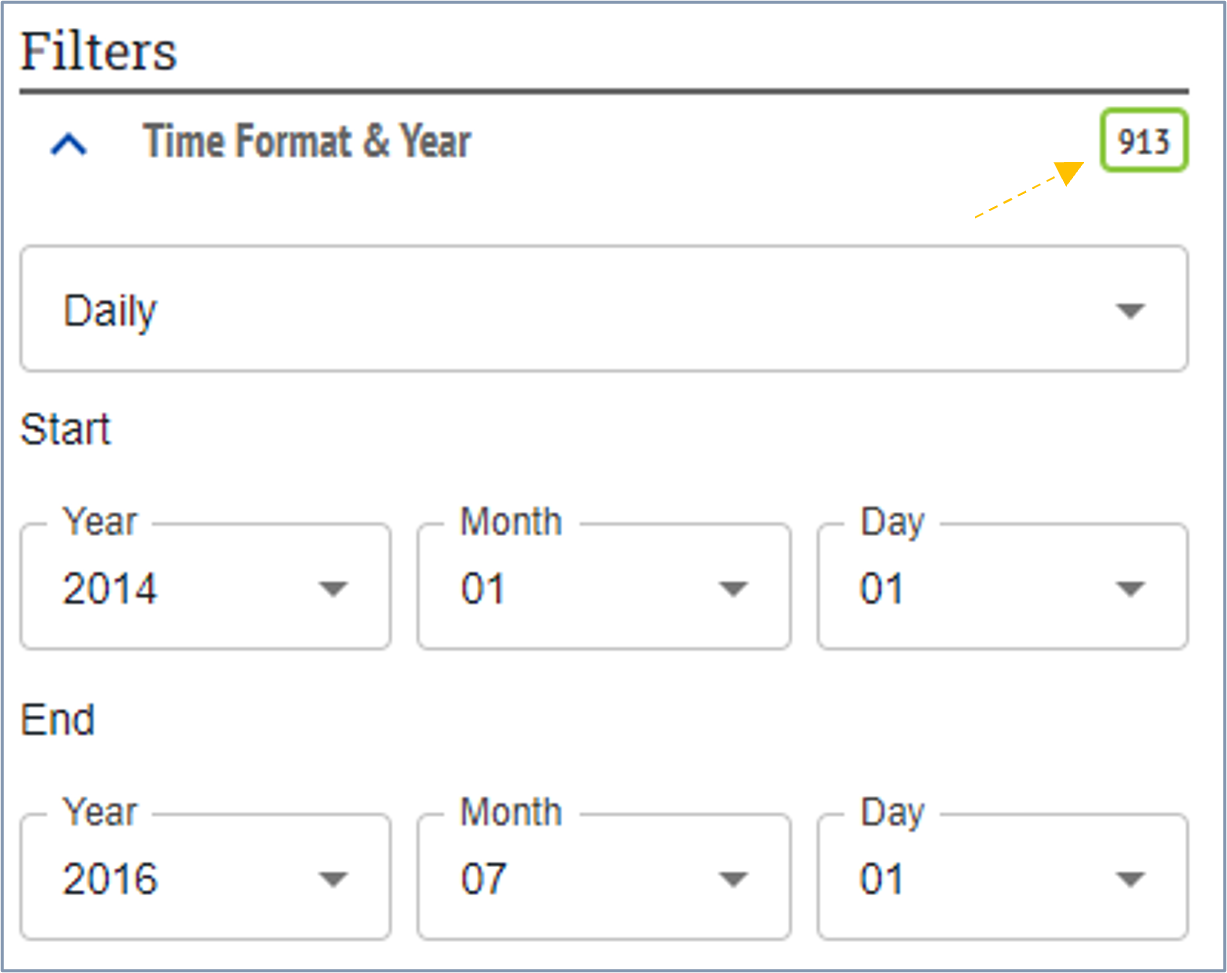 Filters
Time Format & Year 913
Daily
Start
Year Month Day
2014 01 01
End
Year Month Day
2016 07 01